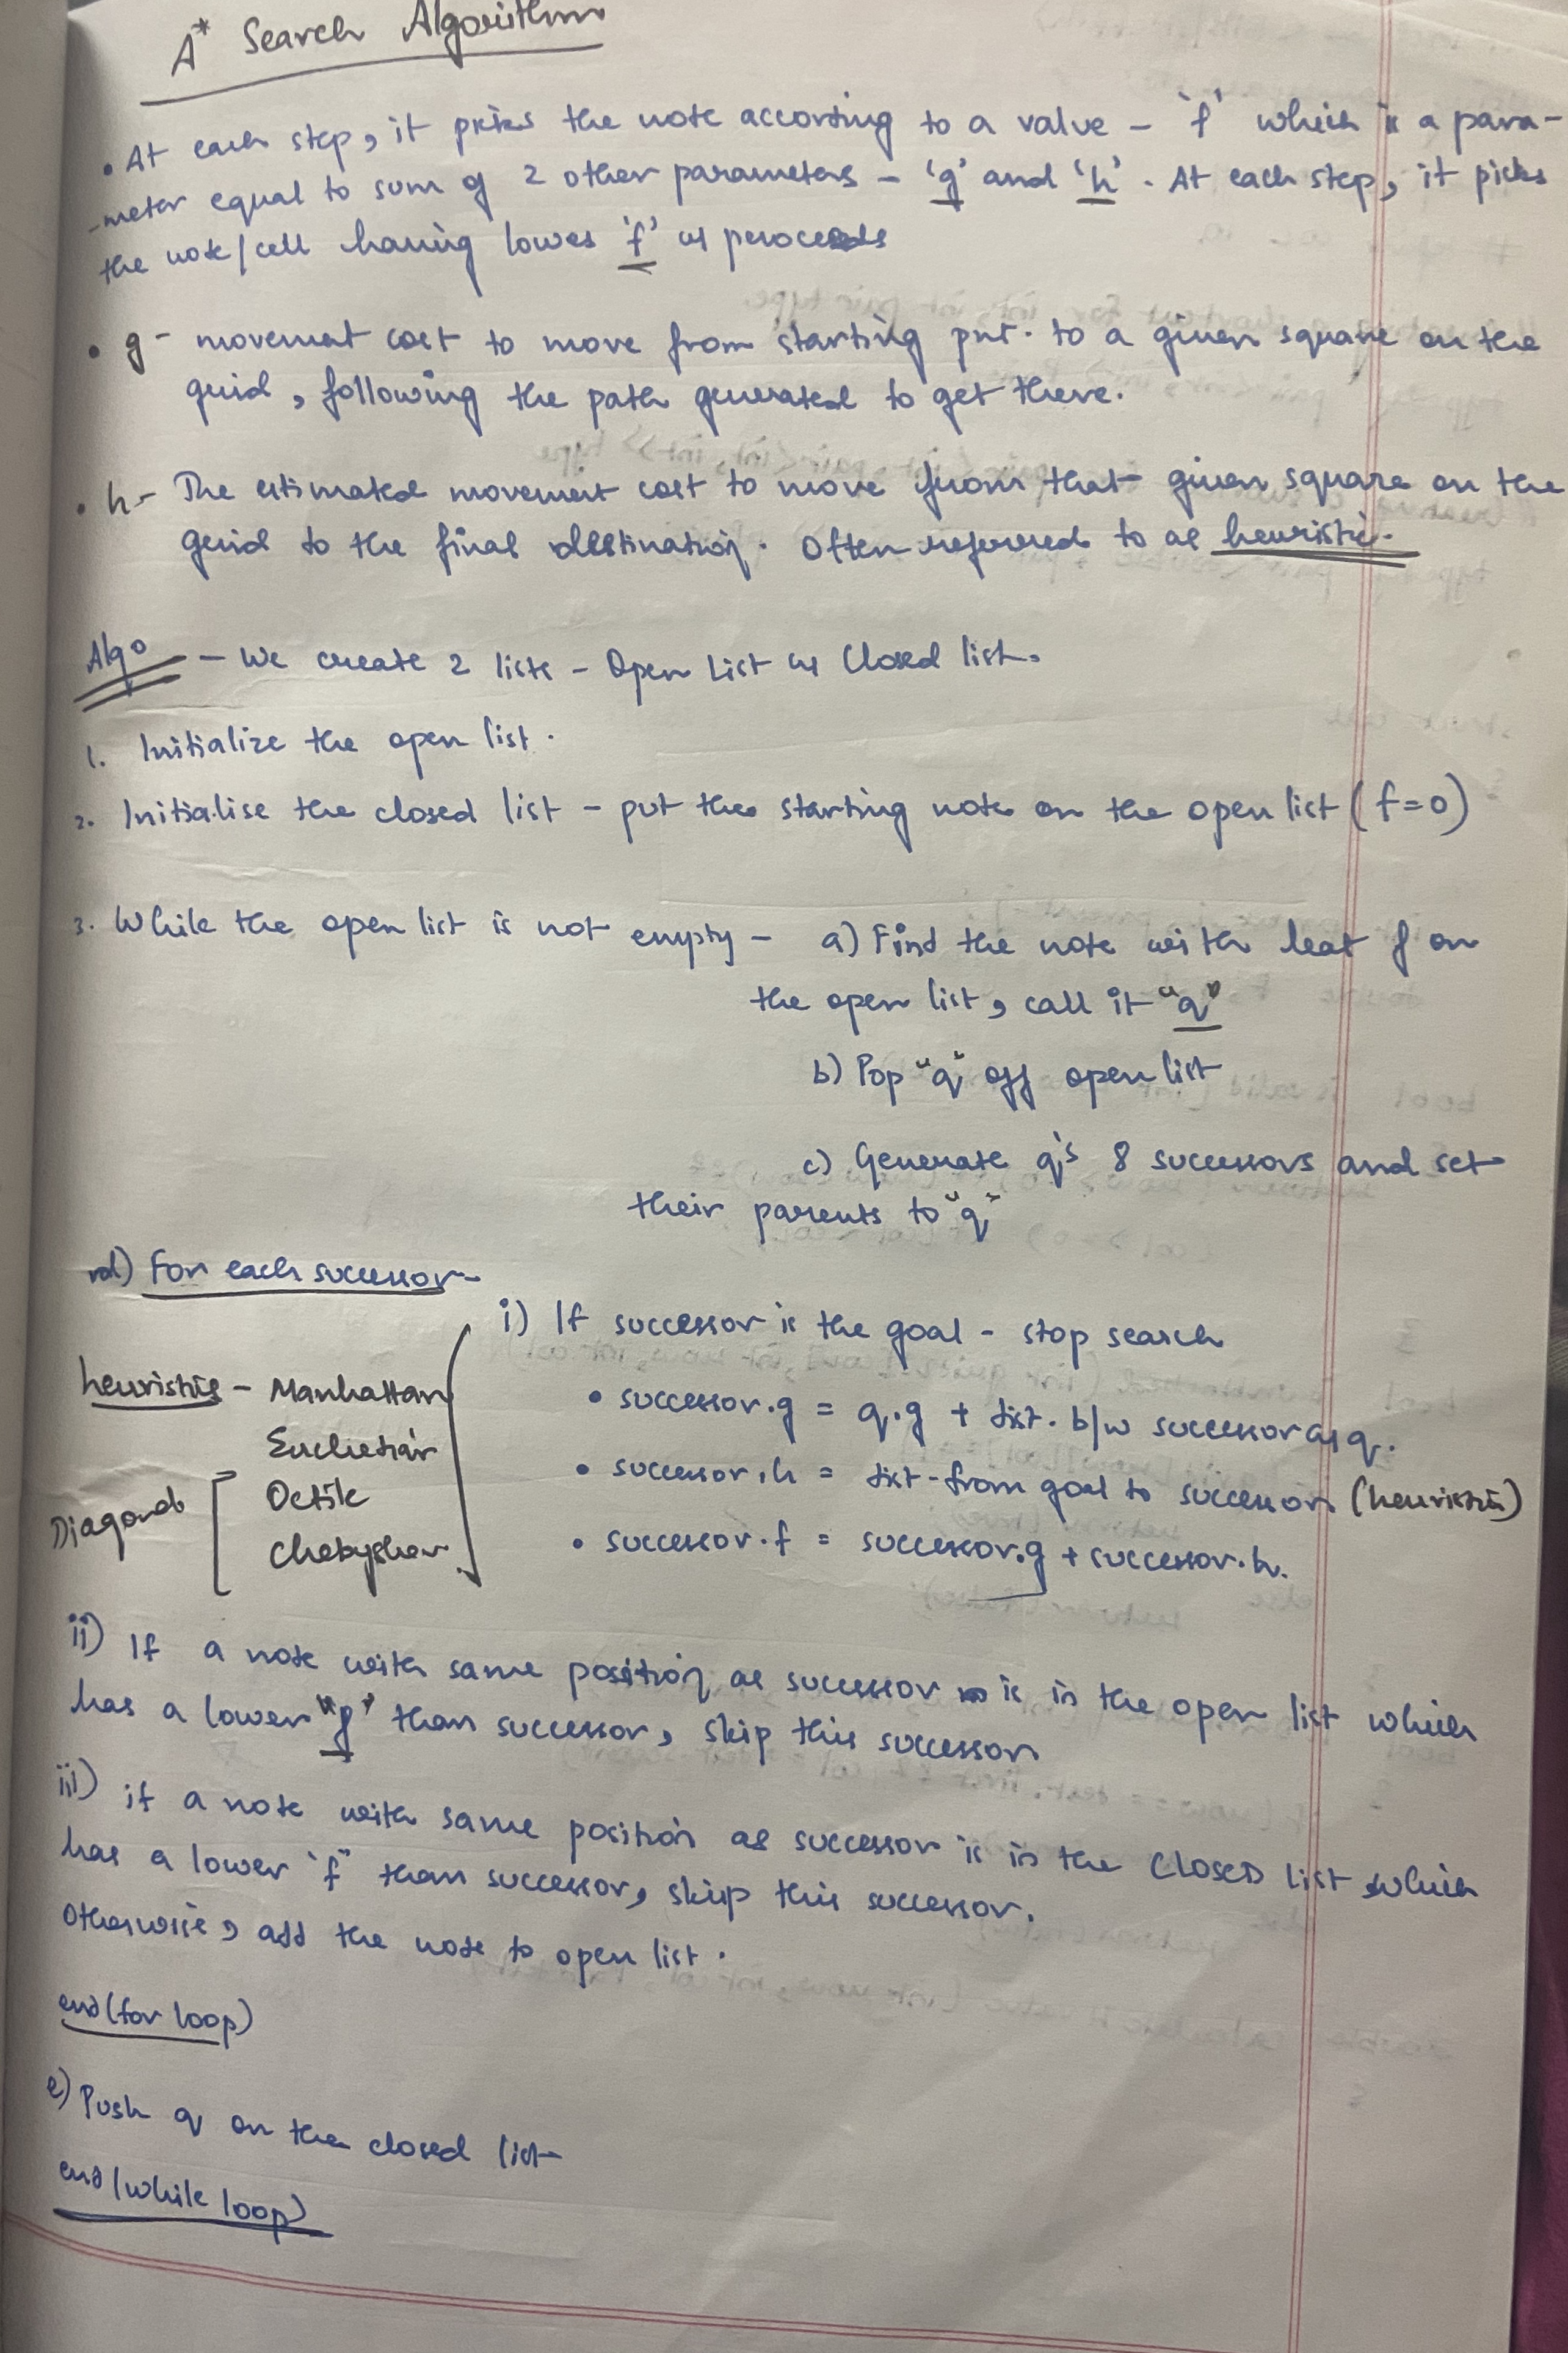 A* Search Algorithm
• At each step, it picks the node according to a value - 'f' which is a para-
-meter equal to sum of 2 other parameters - 'g' and 'h'. At each step, it picks
the node/cell having lowes 'f' & proceeds
• g - movement cost to move from starting pnt. to a given square on the
grid, following the path generated to get there.
• h - The estimated movement cost to move from that given square on the
grid to the final destination. Often referred to as heuristic.
Algo - We create 2 lists - Open List & Closed list.
1. Initialize the open list.
2. Initialise the closed list - put the starting node on the open list (f=0)
3. While the open list is not empty - a) Find the node with leat f on
the open list, call it "q"
b) Pop "q" off open list
c) Generate q's 8 successors and set
their parents to "q"
d) For each successor -
i) If successor is the goal - stop search
heuristics - Manhattan
• successor.g = q.g + dist. b/w successor & q.
Euclidean
• successor.h = dist-from goal to successor (heuristic)
Diagonal Octile
Chebyshev
• successor.f = successor.g + successor.h.
ii) If a node with same position as successor is in the open list which
has a lower "f" than successor, skip this successor
iii) if a node with same position as successor is in the CLOSED list which
has a lower "f" than successor, skip this successor.
Otherwise, add the node to open list.
end (for loop)
e) Push q on the closed list
end (while loop)